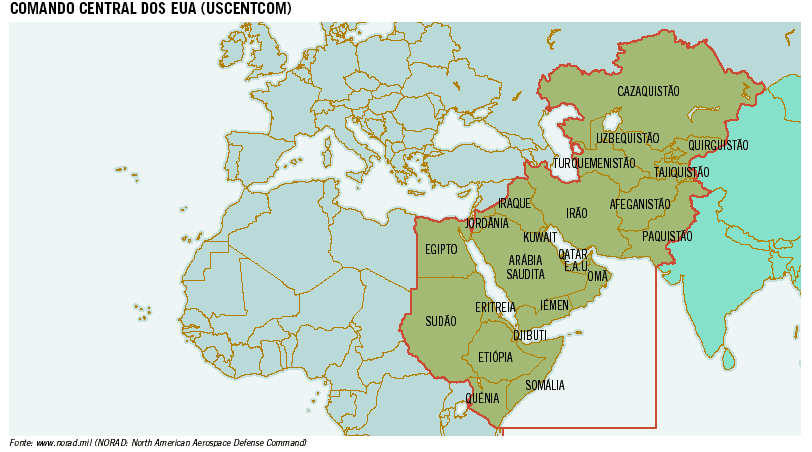 COMANDO CENTRAL DOS EUA (USCENTCOM)
CAZAQUISTÃO
UZBEQUISTÃO
QUIRGUISTÃO
TURQUEMENISTÃO
TAJIQUISTÃO
IRAQUE
AFEGANISTÃO
IRÃO
JORDÂNIA
KUWAIT
PAQUISTÃO
EGIPTO
QATAR
ARÁBIA
SAUDITA
E.A.U.
OMÃ
ERITREIA
IÉMEN
SUDÃO
DJIBUTI
ETIÓPIA
SOMÁLIA
QUÉNIA
Fonte: www.norad.mil (NORAD: North American Aerospace Defense Command)